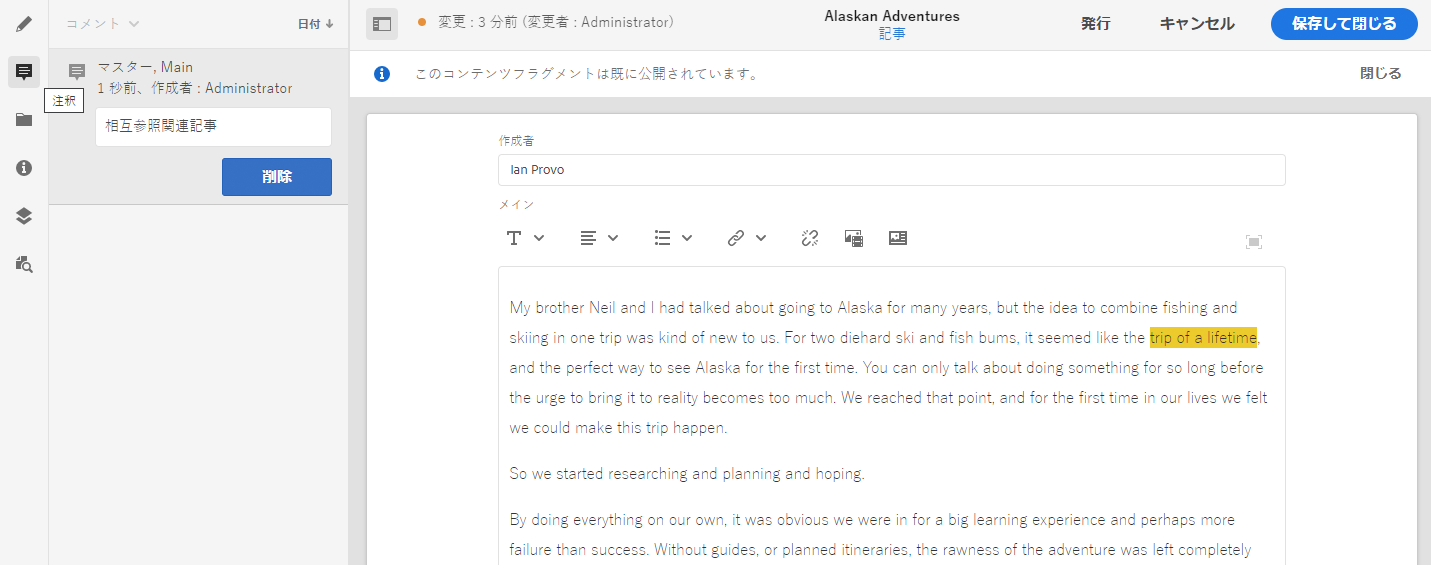 コメント
日付
マスター, Main
1 秒前、作成者 : Administrator
注釈
相互参照関連記事
削除
変更 : 3 分前 (変更者 : Administrator)
Alaskan Adventures
記事
発行
キャンセル
保存して閉じる
このコンテンツフラグメントは既に公開されています。
閉じる
作成者
Ian Provo
メイン
My brother Neil and I had talked about going to Alaska for many years, but the idea to combine fishing and
skiing in one trip was kind of new to us. For two diehard ski and fish bums, it seemed like the trip of a lifetime,
and the perfect way to see Alaska for the first time. You can only talk about doing something for so long before
the urge to bring it to reality becomes too much. We reached that point, and for the first time in our lives we felt
we could make this trip happen.
So we started researching and planning and hoping.
By doing everything on our own, it was obvious we were in for a big learning experience and perhaps more
failure than success. Without guides, or planned itineraries, the rawness of the adventure was left completely